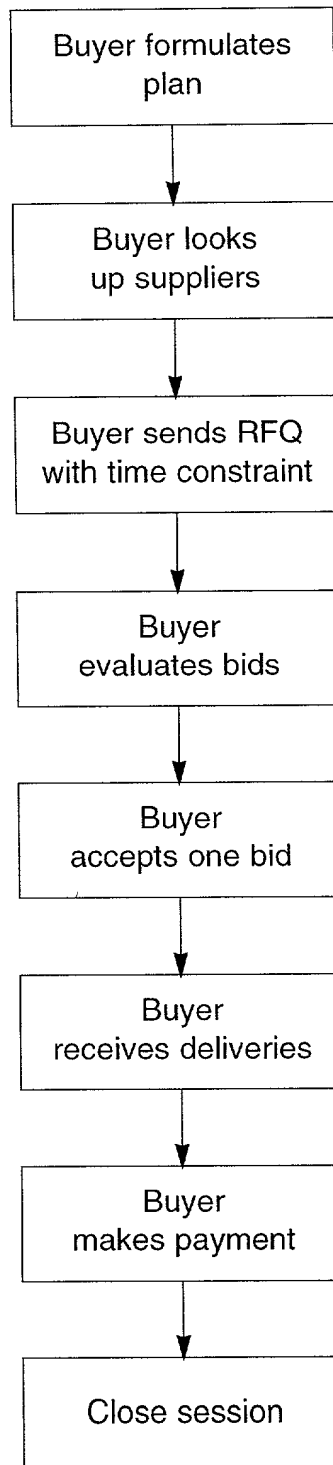 Buyer formulates
plan
Buyer looks
up suppliers
Buyer sends RFQ
with time constraint
Buyer
evaluates bids
Buyer
accepts one bid
Buyer
receives deliveries
Buyer
makes payment
Close session